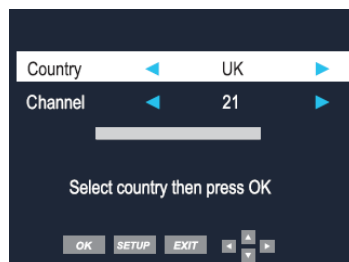 Country UK
Channel 21
Select country then press OK
OK SETUP EXIT